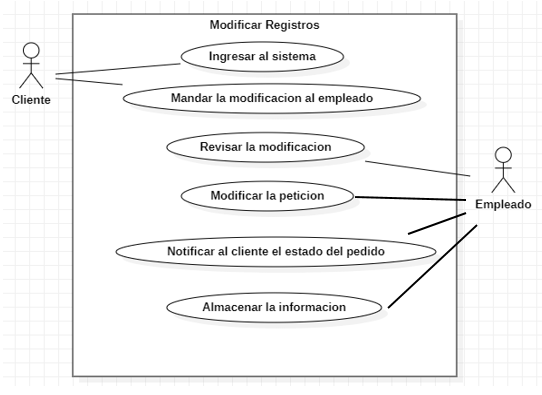 Modificar Registros
Ingresar al sistema
Cliente
Mandar la modificacion al empleado
Revisar la modificacion
Modificar la peticion
Empleado
Notificar al cliente el estado del pedido
Almacenar la informacion